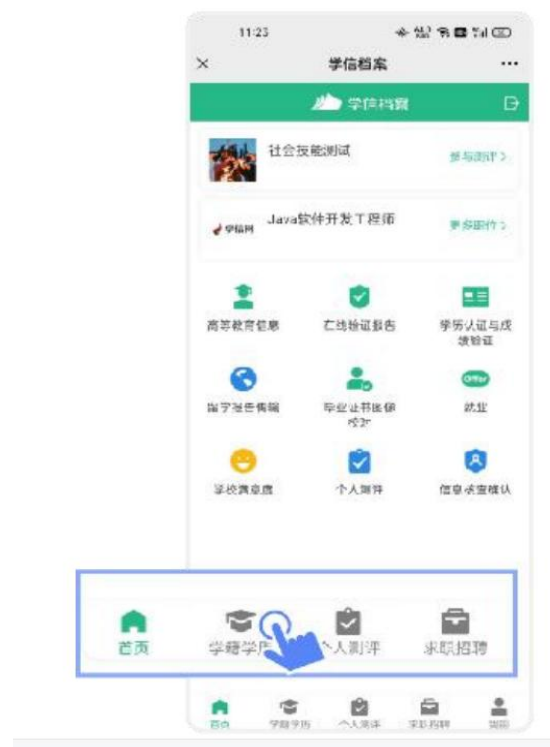 11:23
学信档案
学信档案
社会技能测试
参与测评 >
Java软件开发工程师
学信网
更多职位 >
高等教育信息
在线验证报告
学历认证与成
绩验证
留学报告传输
毕业证书图像
校对
Offer
就业
学校满意度
个人测评
信息核查确认
首页
学籍学历
个人测评
求职招聘
首页
学籍学历
个人测评
求职招聘